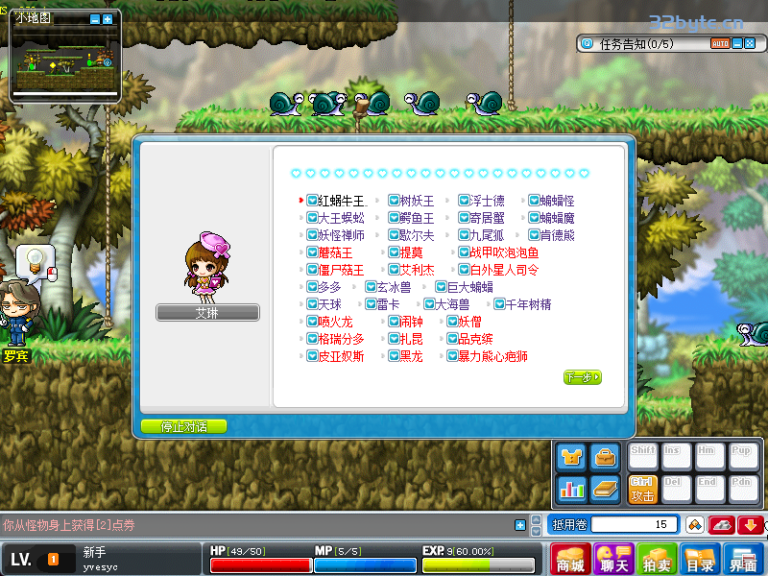 小地图
32byte.cn
任务告知(0/5)
AUTO
红蜗牛王 树妖王 浮士德 蝙蝠怪
大王蜈蚣 鳄鱼王 寄居蟹 蝙蝠魔
妖怪禅师 歇尔夫 九尾狐 肯德熊
蘑菇王 提莫 战甲吹泡泡鱼
僵尸菇王 艾利杰 白外星人司令
多多 玄冰兽 巨大蝙蝠
天球 雷卡 大海兽 千年树精
喷火龙 闹钟 妖僧
格瑞分多 扎昆 品克缤
皮亚奴斯 黑龙 暴力熊心疤狮
艾琳
下一步
停止对话
罗宾
Shift Ins Hm Pup
Ctrl Del End Pdn
攻击
你从怪物身上获得[2]点券
抵用卷 15
LV. 1
新手
yvesyc
HP[49/50] MP[5/5] EXP.9[60.00%]
商城 聊天 拍卖 目录 界面